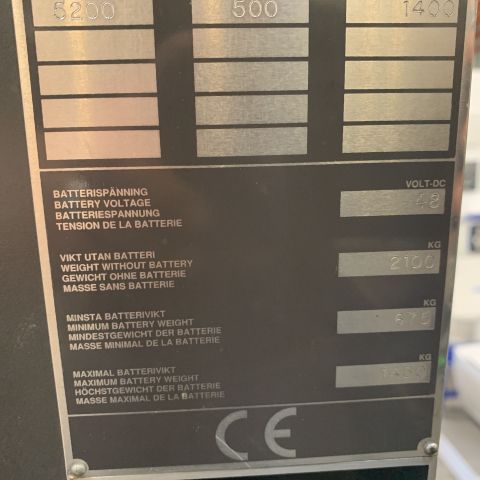 5200 500 1400
BATTERISPÄNNING
BATTERY VOLTAGE
BATTERIESPANNUNG
TENSION DE LA BATTERIE
VOLT-DC
48
VIKT UTAN BATTERI
WEIGHT WITHOUT BATTERY
GEWICHT OHNE BATTERIE
MASSE SANS BATTERIE
KG
2100
MINSTA BATTERIVIKT
MINIMUM BATTERY WEIGHT
MINDESTGEWICHT DER BATTERIE
MASSE MINIMAL DE LA BATTERIE
KG
675
MAXIMAL BATTERIVIKT
MAXIMUM BATTERY WEIGHT
HÖCHSTGEWICHT DER BATTERIE
MASSE MAXIMAL DE LA BATTERIE
KG
CE